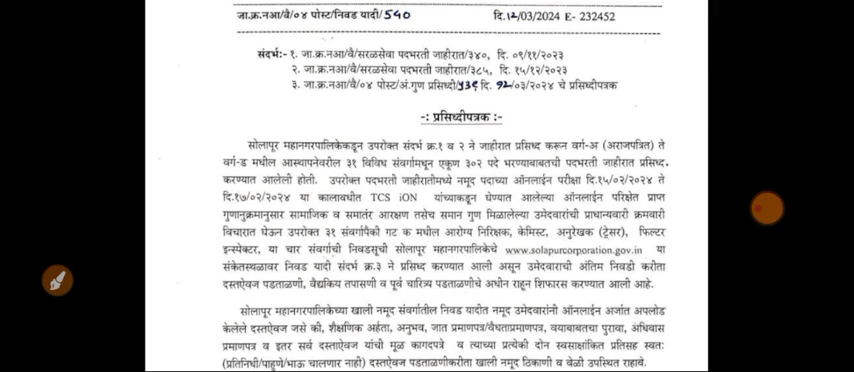 जा.क्र.नआ/वै/०४ पोस्ट/निवड यादी/540 दि.12/03/2024 E- 232452
संदर्भ:- १. जा.क्र.नआ/वै/सरळसेवा पदभरती जाहीरात/३४०, दि. ०९/११/२०२३
२. जा.क्र.नआ/वै/सरळसेवा पदभरती जाहीरात/३८५, दि. १५/१२/२०२३
३. जा.क्र.नआ/वै/०४ पोस्ट/अं.गुण प्रसिध्दी/ दि. 12/०३/२०२४ चे प्रसिध्दीपत्रक
-: प्रसिध्दीपत्रक :-
सोलापूर महानगरपालिकेकडून उपरोक्त संदर्भ क्र.१ व २ ने जाहीरात प्रसिध्द करून वर्ग-अ (अराजपत्रित) ते
वर्ग-ड मधील आस्थापनेवरील ३१ विविध संवर्गामधून एकूण ३०२ पदे भरण्याबाबतची पदभरती जाहीरात प्रसिध्द.
करण्यात आलेली होती. उपरोक्त पदभरती जाहीरातीमध्ये नमूद पदाच्या ऑनलाईन परीक्षा दि.१५/०२/२०२४ ते
दि.१७/०२/२०२४ या कालावधीत TCS iON यांच्याकडून घेण्यात आलेल्या ऑनलाईन परिक्षेत प्राप्त
गुणानुक्रमानुसार सामाजिक व समातंर आरक्षण तसेच समान गुण मिळालेल्या उमेदवारांची प्राधान्यवारी क्रमवारी
विचारात घेऊन उपरोक्त ३१ संवर्गापैकी गट क मधील आरोग्य निरिक्षक, केमिस्ट, अनुरेखक (ट्रेसर), फिल्टर
इन्स्पेक्टर, या चार संवर्गाची निवडसूची सोलापूर महानगरपालिकेचे www.solapurcorporation.gov.in या
संकेतस्थळावर निवड यादी संदर्भ क्र.३ ने प्रसिध्द करण्यात आली असून उमेदवाराची अंतिम निवडी करीता
दस्तऐवज पडताळणी, वैद्यकिय तपासणी व पूर्व चारित्र्य पडताळणीचे अधीन राहून शिफारस करण्यात आली आहे.
सोलापूर महानगरपालिकेच्या खाली नमूद संवर्गातील निवड यादीत नमूद उमेदवारांनी ऑनलाईन अर्जात अपलोड
केलेले दस्तऐवज जसे की, शैक्षणिक अर्हता, अनुभव, जात प्रमाणपत्र/वैधताप्रमाणपत्र, वयाबाबतचा पुरावा, अधिवास
प्रमाणपत्र व इतर सर्व दस्ताऐवज यांची मूळ कागदपत्रे व त्याच्या प्रत्येकी दोन स्वसाक्षांकित प्रतिसह स्वत:
(प्रतिनिधी/पाहुणे/भाऊ चालणार नाही) दस्तऐवज पडताळणीकरीता खाली नमूद ठिकाणी व वेळी उपस्थित राहावे.